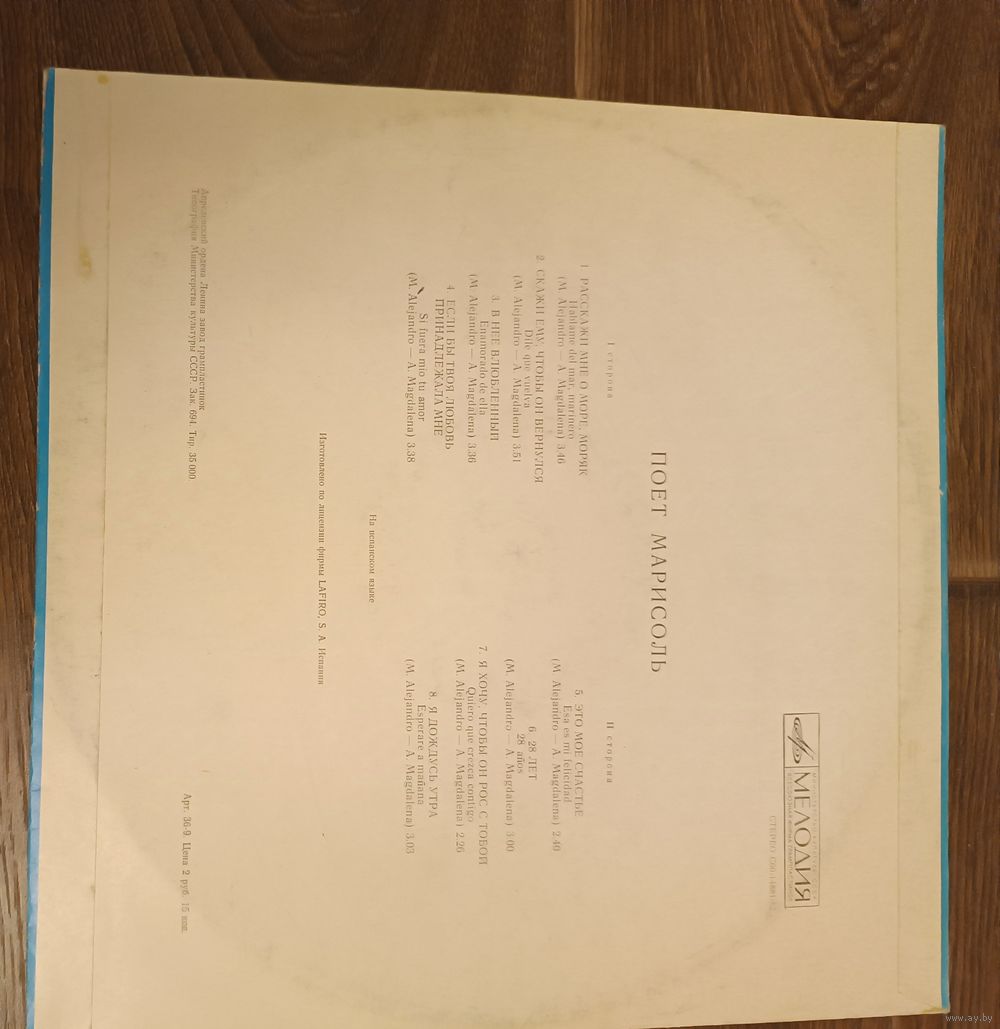 МЕЛОДИЯ
СТЕРЕО
ПОЕТ МАРИСОЛЬ
I сторона
1 РАССКАЖИ МНЕ О МОРЕ, МОРЯК
Hablame del mar, marinero
(M. Alejandro — A. Magdalena) 3.46
2. СКАЖИ ЕМУ, ЧТОБЫ ОН ВЕРНУЛСЯ
Dile que vuelva
(M. Alejandro — A. Magdalena) 3.51
3. В НЕЕ ВЛЮБЛЕННЫЙ
Enamorado de ella
(M. Alejandro — A. Magdalena) 3.36
4. ЕСЛИ БЫ ТВОЯ ЛЮБОВЬ
ПРИНАДЛЕЖАЛА МНЕ
Si fuera mio tu amor
(M. Alejandro — A. Magdalena) 3.38
II сторона
5. ЭТО МОЕ СЧАСТЬЕ
Esa es mi felicidad
(M. Alejandro — A. Magdalena) 2.40
6 28 ЛЕТ
28 años
(M. Alejandro — A. Magdalena) 3.00
7. Я ХОЧУ, ЧТОБЫ ОН РОС С ТОБОЙ
Quiero que crezca contigo
(M. Alejandro — A. Magdalena) 2.26
8. Я ДОЖДУСЬ УТРА
Esperare a mañana
(M. Alejandro — A. Magdalena) 3.03
На испанском языке
Изготовлено по лицензии фирмы LAFIRO, S. A Испания
Апрелевский ордена Ленина завод грампластинок
Типография Министерства культуры СССР. Зак. 694. Тир. 35 000
Арт. 36-9. Цена 2 руб. 15 коп.
www.ay.by